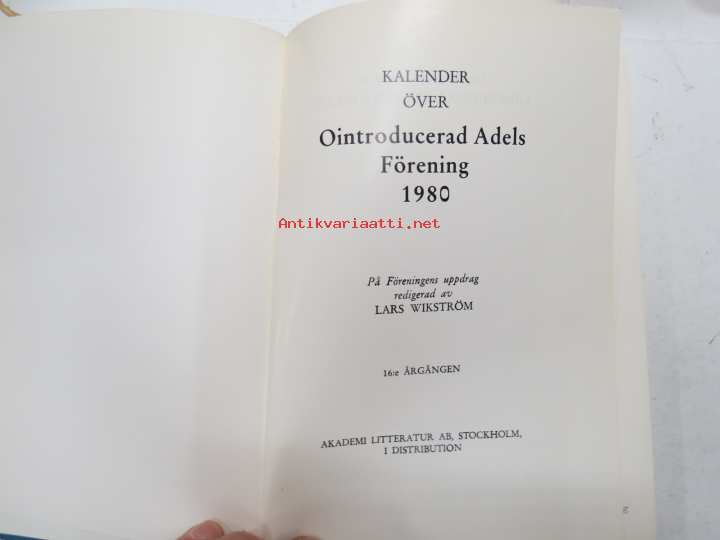 KALENDER
ÖVER
Ointroducerad Adels
Förening
1980
Antikvariaatti.net
På Föreningens uppdrag
redigerad av
LARS WIKSTRÖM
16:e ÅRGÅNGEN
AKADEMI LITTERATUR AB, STOCKHOLM,
I DISTRIBUTION